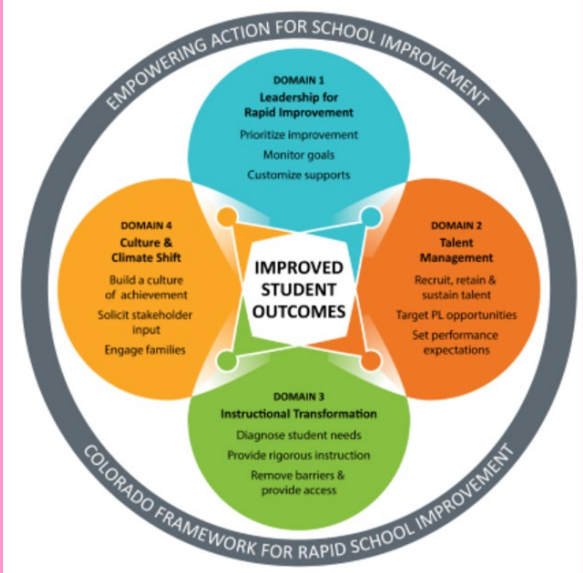 EMPOWERING ACTION FOR SCHOOL IMPROVEMENT
DOMAIN 1
Leadership for
Rapid Improvement
Prioritize improvement
Monitor goals
Customize supports
DOMAIN 4
Culture &
Climate Shift
Build a culture
of achievement
Solicit stakeholder
input
Engage families
IMPROVED
STUDENT
OUTCOMES
DOMAIN 2
Talent
Management
Recruit, retain &
sustain talent
Target PL opportunities
Set performance
expectations
DOMAIN 3
Instructional Transformation
Diagnose student needs
Provide rigorous instruction
Remove barriers &
provide access
COLORADO FRAMEWORK FOR RAPID SCHOOL IMPROVEMENT